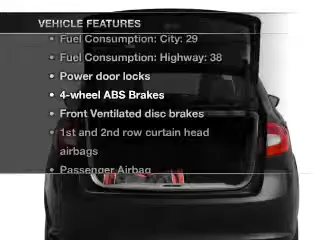 VEHICLE FEATURES
• Fuel Consumption: City: 29
• Fuel Consumption: Highway: 38
• Power door locks
• 4-wheel ABS Brakes
• Front Ventilated disc brakes
• 1st and 2nd row curtain head
airbags
• Passenger Airbag